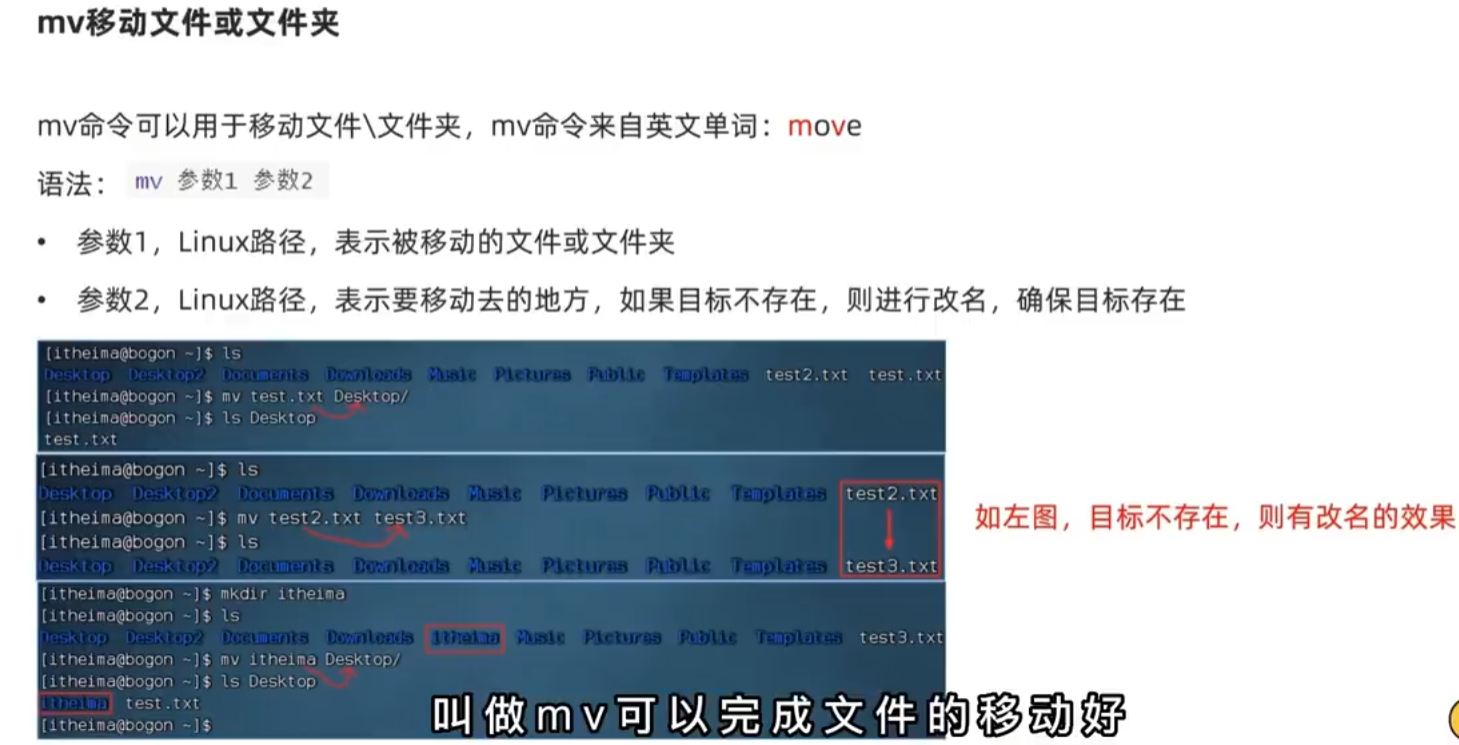 mv移动文件或文件夹
mv命令可以用于移动文件\文件夹，mv命令来自英文单词：move
语法： mv 参数1 参数2
• 参数1，Linux路径，表示被移动的文件或文件夹
• 参数2，Linux路径，表示要移动去的地方，如果目标不存在，则进行改名，确保目标存在
[itheima@bogon ~]$ ls
Desktop Desktop2 Documents Downloads Music Pictures Public Templates test2.txt test.txt
[itheima@bogon ~]$ mv test.txt Desktop/
[itheima@bogon ~]$ ls Desktop
test.txt
[itheima@bogon ~]$ ls
Desktop Desktop2 Documents Downloads Music Pictures Public Templates test2.txt
[itheima@bogon ~]$ mv test2.txt test3.txt
[itheima@bogon ~]$ ls
Desktop Desktop2 Documents Downloads Music Pictures Public Templates test3.txt
如左图，目标不存在，则有改名的效果
[itheima@bogon ~]$ mkdir itheima
[itheima@bogon ~]$ ls
Desktop Desktop2 Documents Downloads itheima Music Pictures Public Templates test3.txt
[itheima@bogon ~]$ mv itheima Desktop/
[itheima@bogon ~]$ ls Desktop
itheima test.txt
[itheima@bogon ~]$
叫做mv可以完成文件的移动好